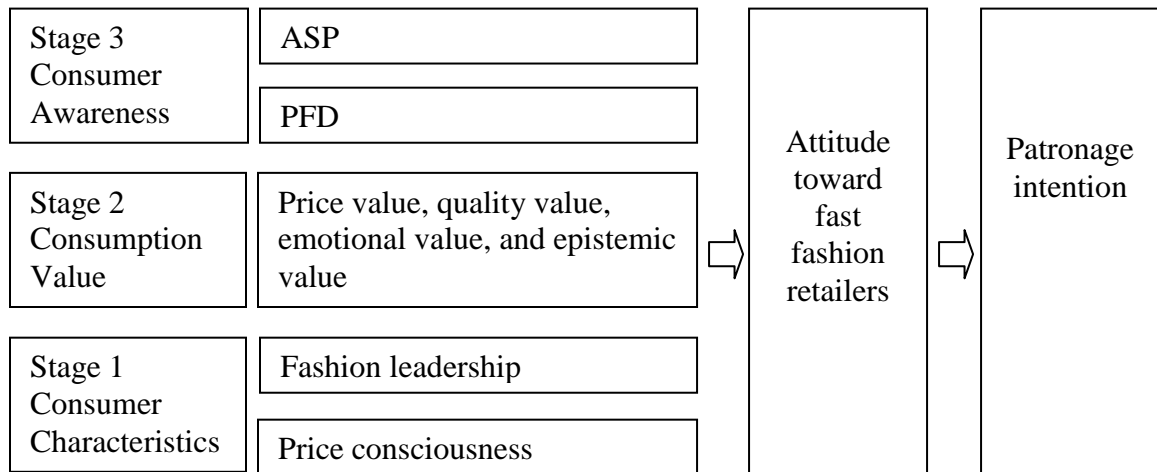 Stage 3
Consumer
Awareness
ASP
PFD
Stage 2
Consumption
Value
Price value, quality value,
emotional value, and epistemic
value
Stage 1
Consumer
Characteristics
Fashion leadership
Price consciousness
Attitude
toward
fast
fashion
retailers
Patronage
intention